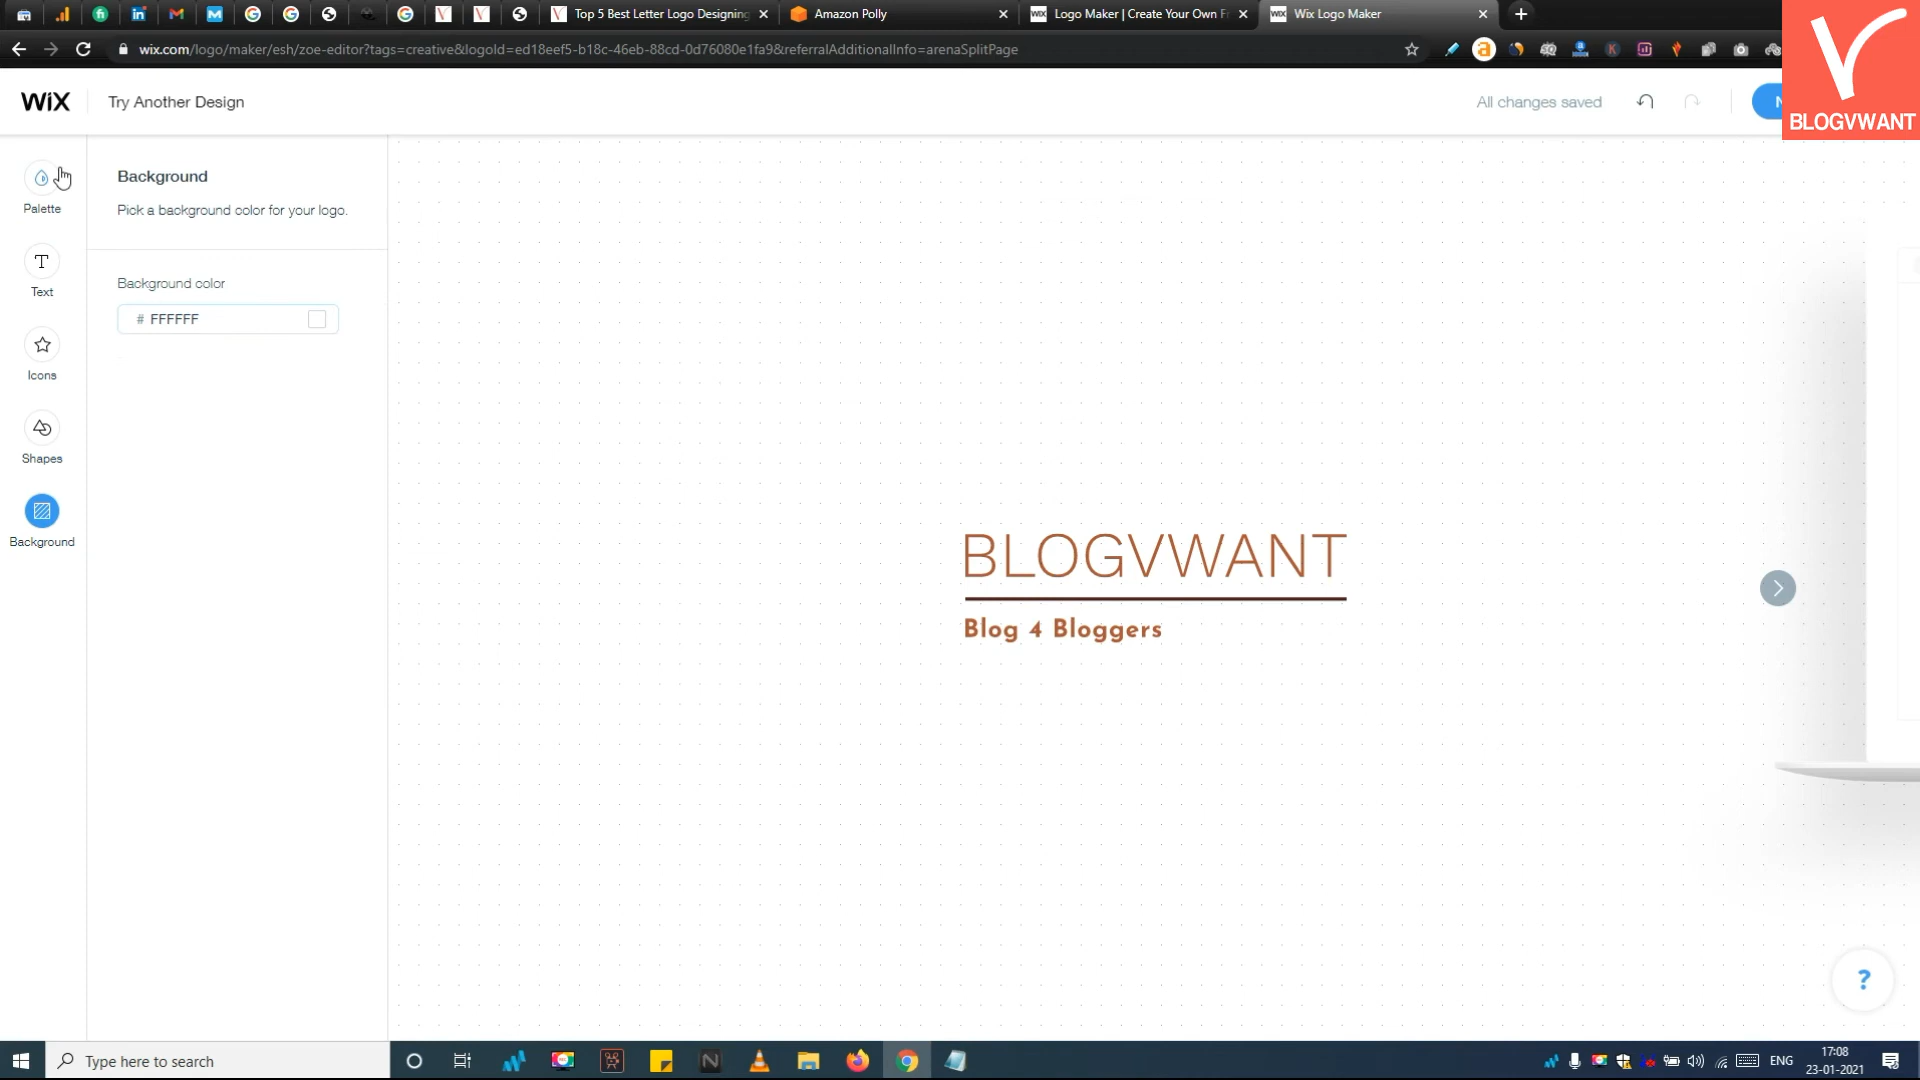 Top 5 Best Letter Logo Designing
Amazon Polly
WiX
Logo Maker | Create Your Own F
WiX
Wix Logo Maker
wix.com/logo/maker/esh/zoe-editor?tags=creative&logoId=ed18eef5-b18c-46eb-88cd-0d76080e1fa9&referralAdditionalInfo=arenaSplitPage
BLOGVWANT
WiX
Try Another Design
All changes saved
N
Palette
Text
Icons
Shapes
Background
Background
Pick a background color for your logo.
Background color
# FFFFFF
BLOGVWANT
Blog 4 Bloggers
?
Type here to search
ENG
17:08
23-01-2021